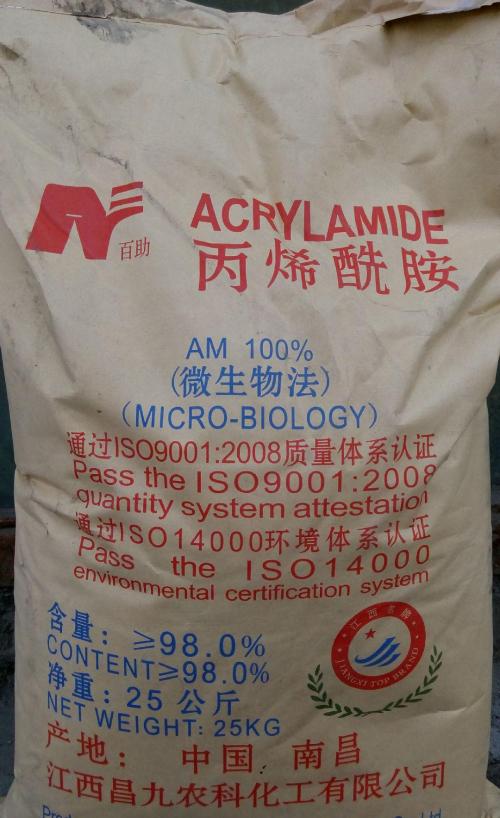 百助
ACRYLAMIDE
丙烯酰胺
AM 100%
(微生物法)
(MICRO-BIOLOGY)
通过ISO9001:2008质量体系认证
Pass the ISO9001:2008
quantity system attestation
通过ISO14000环境体系认证
Pass the ISO14000
environmental certification system
江西名牌
JIANGXI TOP BRAND
含量: ≥98.0%
CONTENT≥98.0%
净重: 25 公斤
NET WEIGHT: 25KG
产地: 中国 南昌
江西昌九农科化工有限公司